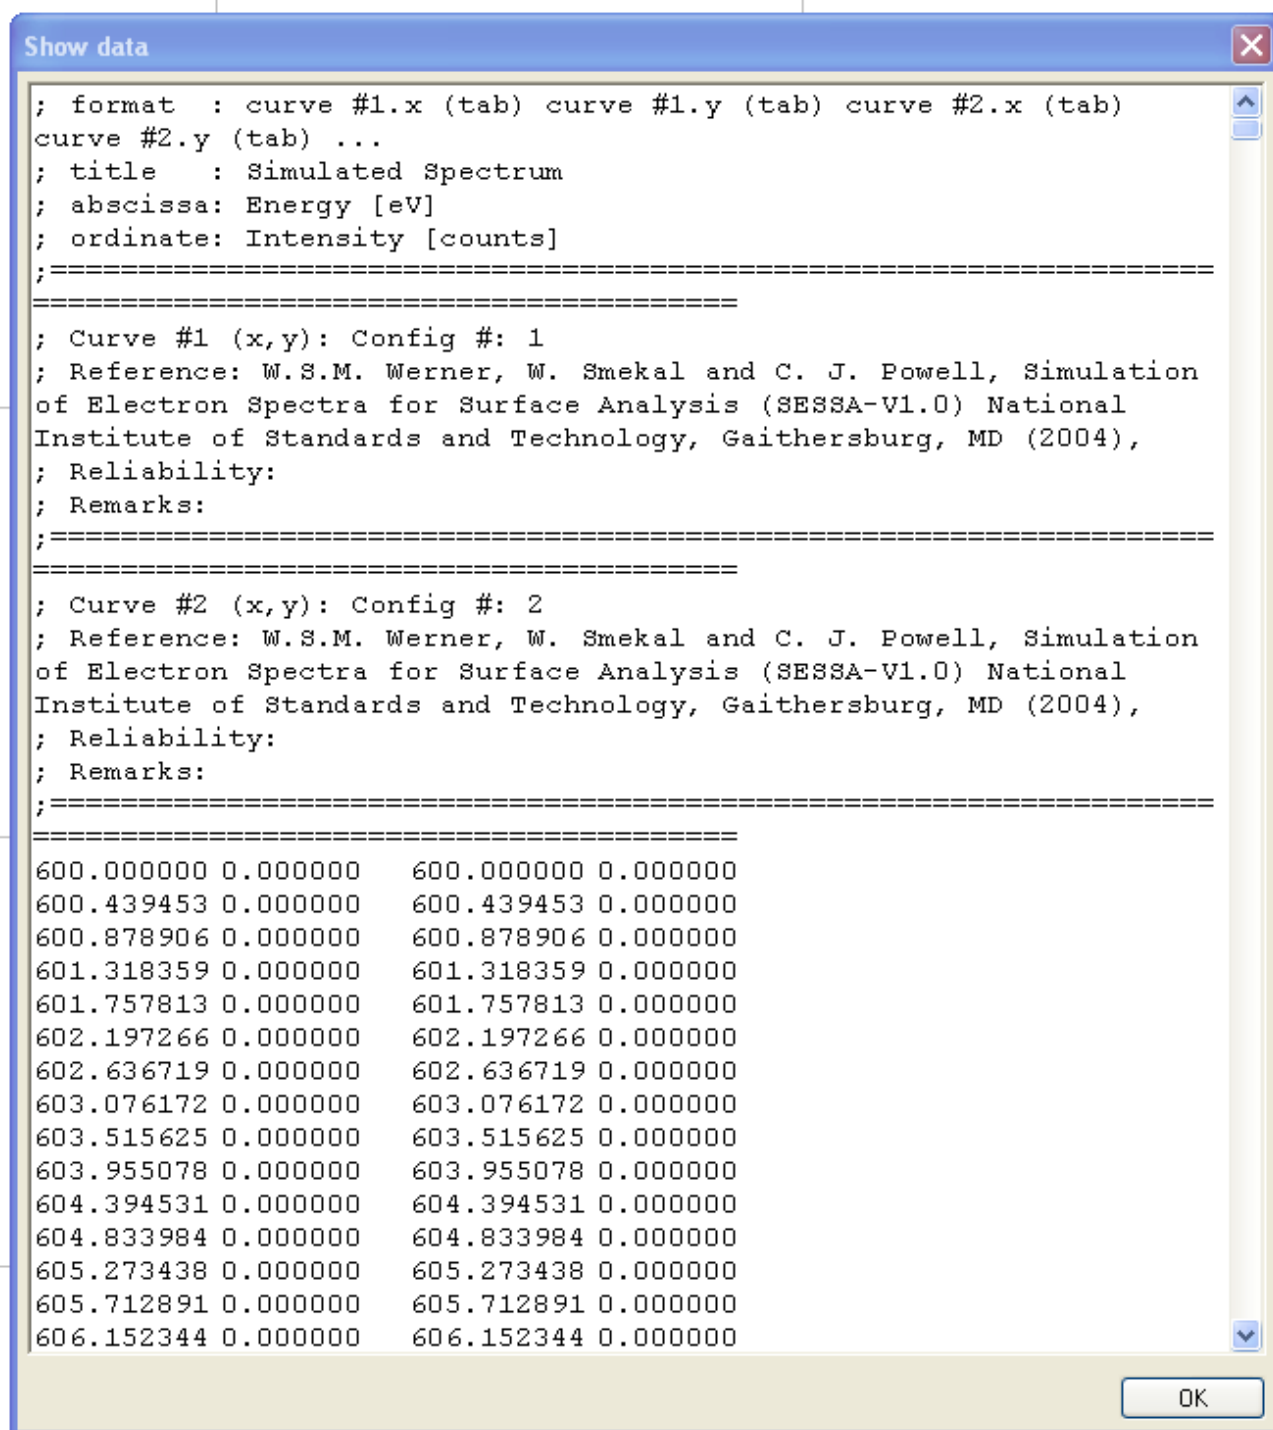 Show data
; format  : curve #1.x (tab) curve #1.y (tab) curve #2.x (tab)
curve #2.y (tab) ...
; title   : Simulated Spectrum
; abscissa: Energy [eV]
; ordinate: Intensity [counts]
;==================================================================
========================================
; Curve #1 (x,y): Config #: 1
; Reference: W.S.M. Werner, W. Smekal and C. J. Powell, Simulation
of Electron Spectra for Surface Analysis (SESSA-V1.0) National
Institute of Standards and Technology, Gaithersburg, MD (2004),
; Reliability:
; Remarks:
;==================================================================
========================================
; Curve #2 (x,y): Config #: 2
; Reference: W.S.M. Werner, W. Smekal and C. J. Powell, Simulation
of Electron Spectra for Surface Analysis (SESSA-V1.0) National
Institute of Standards and Technology, Gaithersburg, MD (2004),
; Reliability:
; Remarks:
;==================================================================
========================================
600.000000 0.000000   600.000000 0.000000
600.439453 0.000000   600.439453 0.000000
600.878906 0.000000   600.878906 0.000000
601.318359 0.000000   601.318359 0.000000
601.757813 0.000000   601.757813 0.000000
602.197266 0.000000   602.197266 0.000000
602.636719 0.000000   602.636719 0.000000
603.076172 0.000000   603.076172 0.000000
603.515625 0.000000   603.515625 0.000000
603.955078 0.000000   603.955078 0.000000
604.394531 0.000000   604.394531 0.000000
604.833984 0.000000   604.833984 0.000000
605.273438 0.000000   605.273438 0.000000
605.712891 0.000000   605.712891 0.000000
606.152344 0.000000   606.152344 0.000000
OK